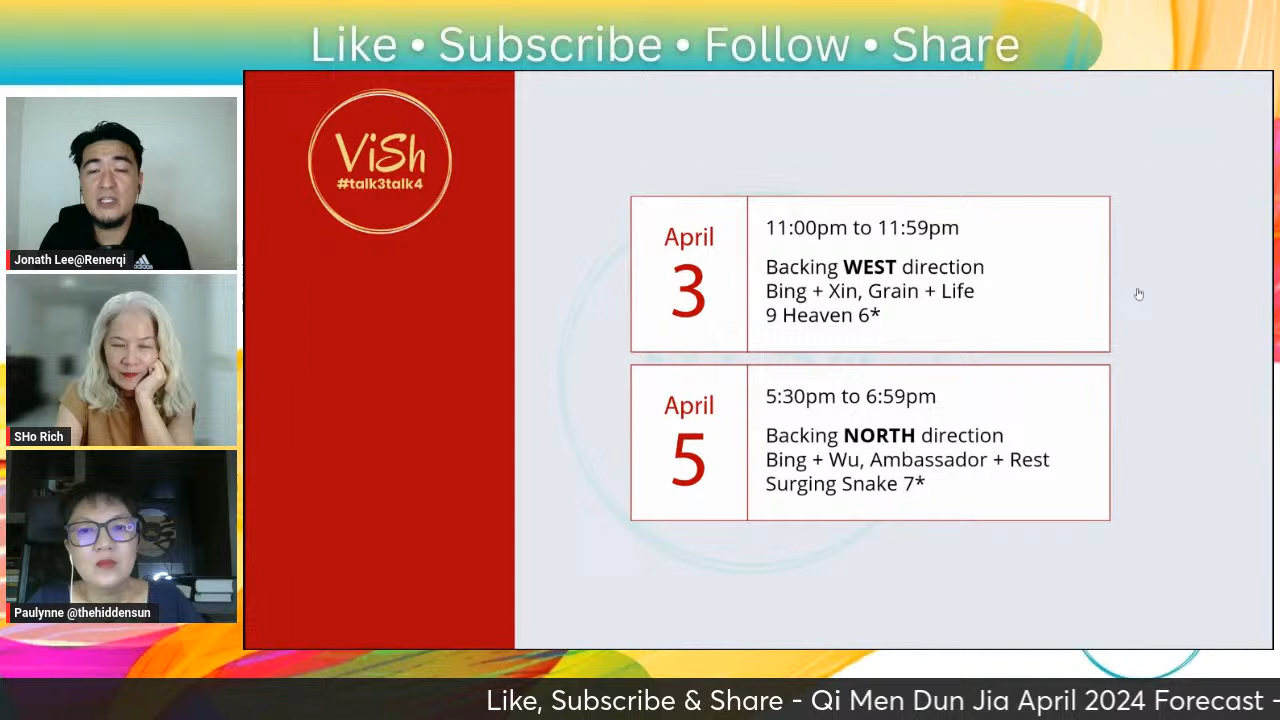 Like • Subscribe • Follow • Share
ViSh
#talk3talk4
Jonath Lee@Renerqi
SHo Rich
Paulynne @thehiddensun
April
3
11:00pm to 11:59pm
Backing WEST direction
Bing + Xin, Grain + Life
9 Heaven 6*
April
5
5:30pm to 6:59pm
Backing NORTH direction
Bing + Wu, Ambassador + Rest
Surging Snake 7*
Like, Subscribe & Share - Qi Men Dun Jia April 2024 Forecast -